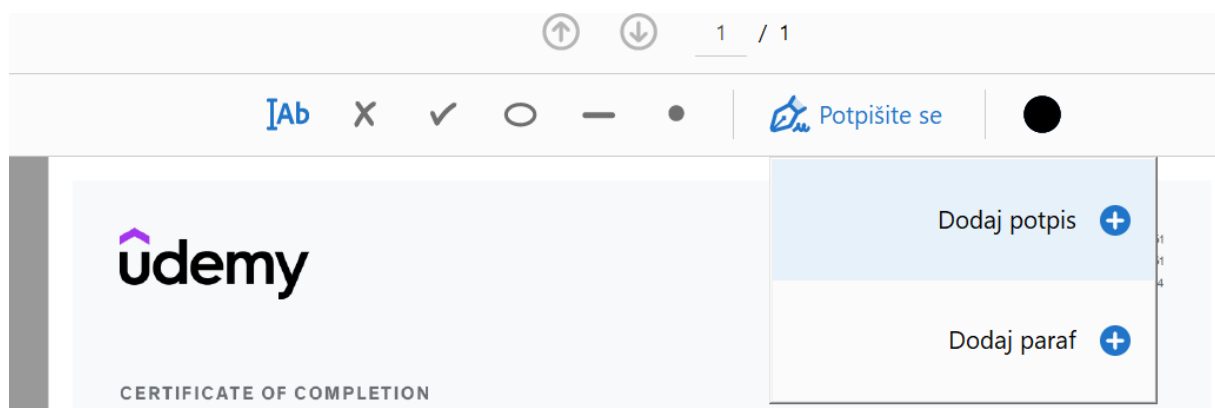 1 / 1
Ab
Potpišite se
Dodaj potpis
Dodaj paraf
udemy
CERTIFICATE OF COMPLETION